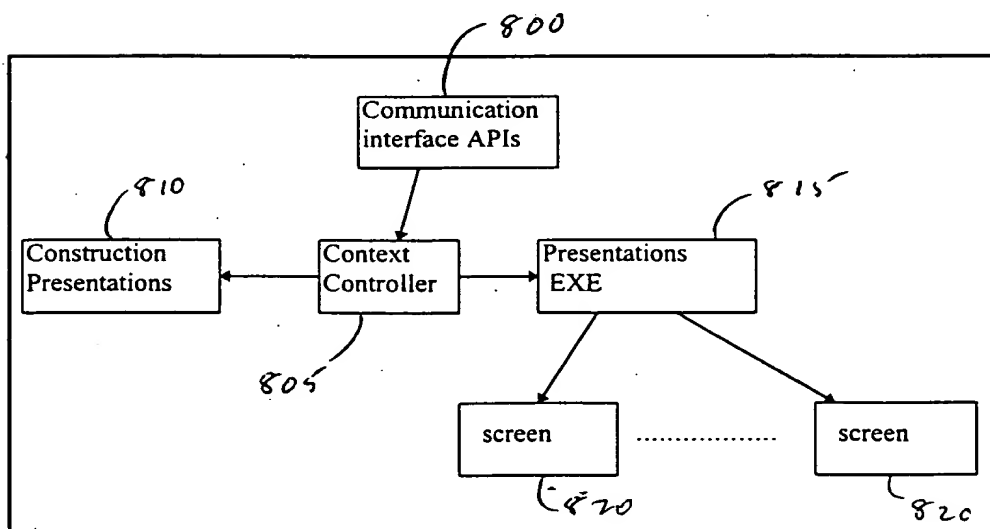 800
Communication
interface APIs
810
815
Construction
Presentations
Context
Controller
Presentations
EXE
805
screen
screen
820
820